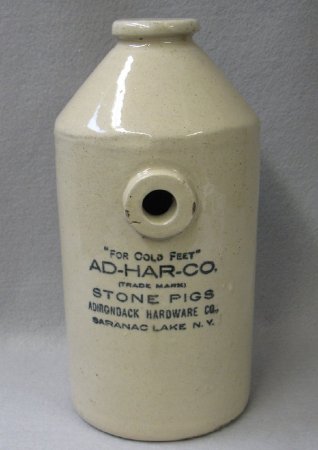 "FOR COLD FEET"
AD-HAR-CO.
(TRADE MARK)
STONE PIGS
ADIRONDACK HARDWARE CO.,
SARANAC LAKE N.Y.